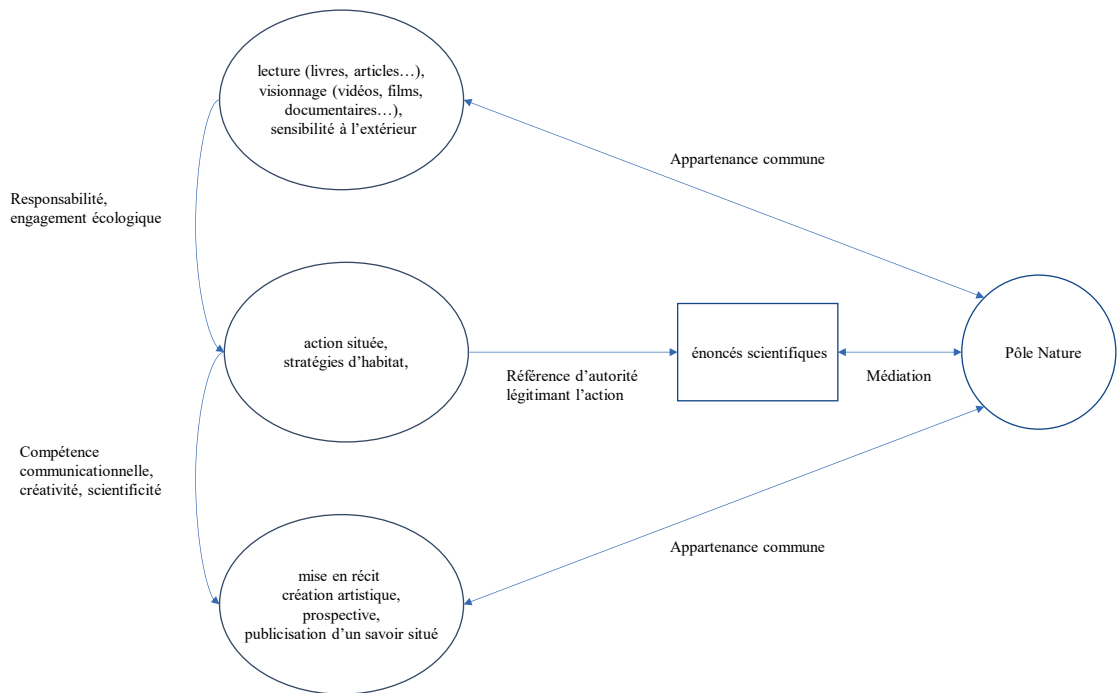 lecture (livres, articles…),
visionnage (vidéos, films,
documentaires…),
sensibilité à l’extérieur
Appartenance commune
Responsabilité,
engagement écologique
action située,
stratégies d’habitat,
Référence d’autorité
légitimant l’action
énoncés scientifiques
Médiation
Pôle Nature
Compétence
communicationnelle,
créativité, scientificité
Appartenance commune
mise en récit
création artistique,
prospective,
publicisation d’un savoir situé